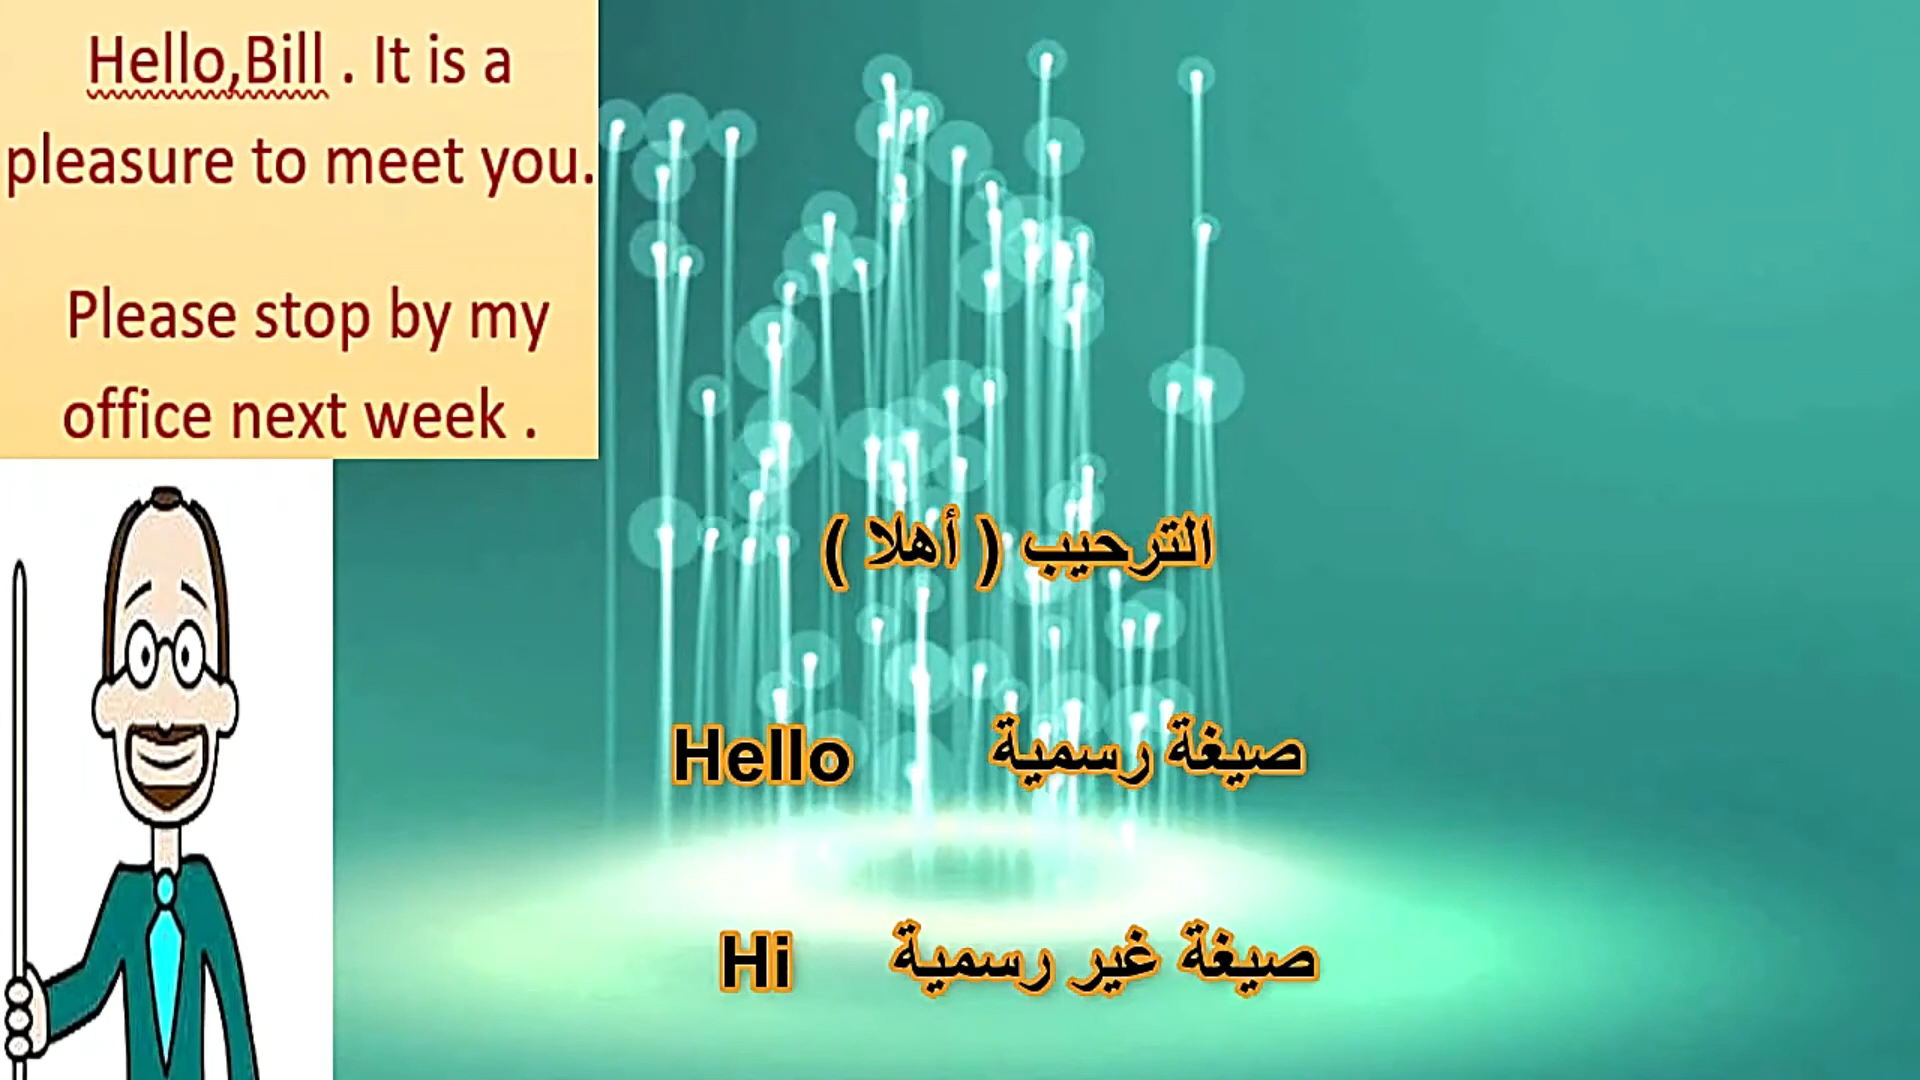 Hello,Bill . It is a
pleasure to meet you.
Please stop by my
office next week .
الترحيب ( أهلا )
صيغة رسمية Hello
صيغة غير رسمية Hi